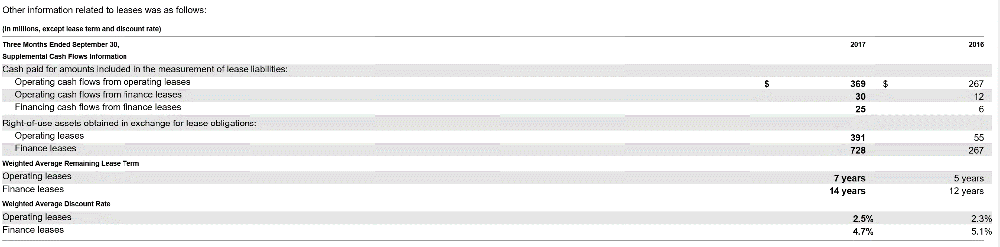 Other information related to leases was as follows:
(In millions, except lease term and discount rate)
Three Months Ended September 30, 2017 2016
Supplemental Cash Flows Information
Cash paid for amounts included in the measurement of lease liabilities:
Operating cash flows from operating leases $ 369 $ 267
Operating cash flows from finance leases 30 12
Financing cash flows from finance leases 25 6
Right-of-use assets obtained in exchange for lease obligations:
Operating leases 391 55
Finance leases 728 267
Weighted Average Remaining Lease Term
Operating leases 7 years 5 years
Finance leases 14 years 12 years
Weighted Average Discount Rate
Operating leases 2.5% 2.3%
Finance leases 4.7% 5.1%